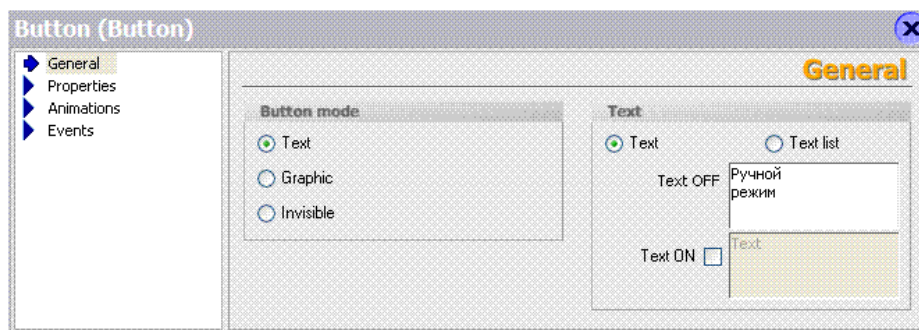 Button (Button)
General
Properties
Animations
Events
General
Button mode
Text
Graphic
Invisible
Text
Text
Text list
Text OFF
Ручной
режим
Text ON
Text